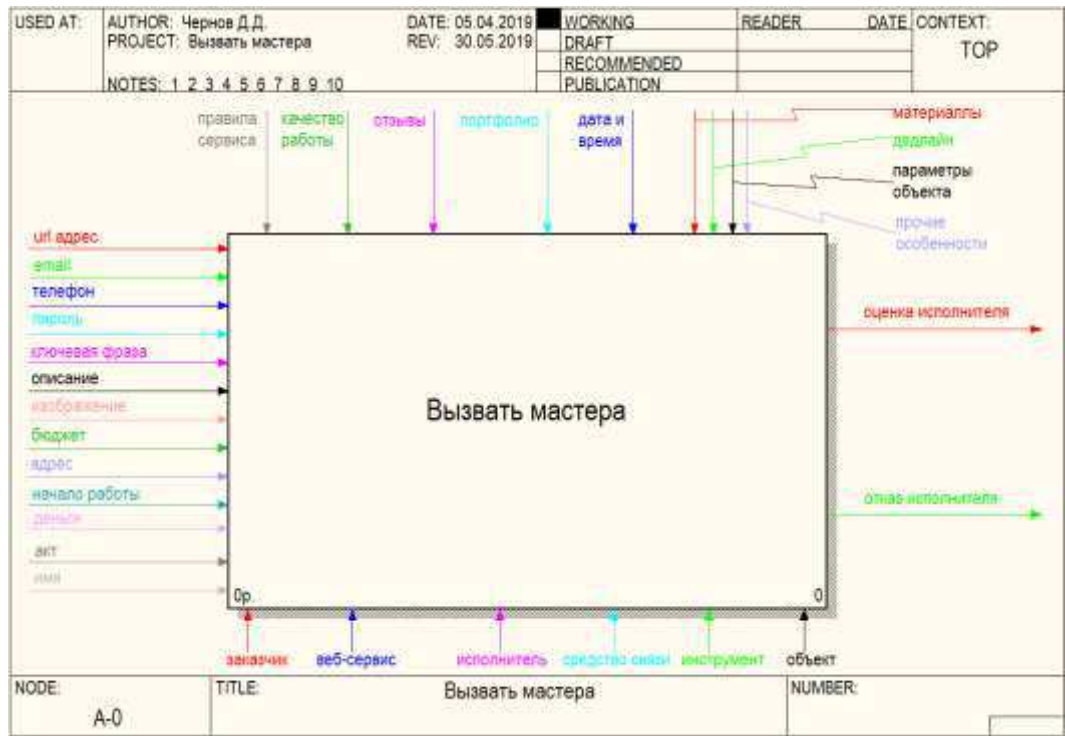 USED AT:
AUTHOR: Чернов Д.Д.
DATE: 05.04.2019
PROJECT: Вызвать мастера
REV: 30.05.2019
NOTES: 1 2 3 4 5 6 7 8 9 10
WORKING
DRAFT
RECOMMENDED
PUBLICATION
READER
DATE
CONTEXT:
TOP
правила
сервиса
качество
работы
отзывы
портфолио
дата и
время
материаллы
дедлайн
параметры
объекта
прочие
особенности
url адрес
email
телефон
пароль
ключевая фраза
описание
изображение
бюджет
адрес
начало работы
деньги
акт
имя
Вызвать мастера
оценка исполнителя
отказ исполнителя
0р.
0
заказчик
веб-сервис
исполнитель
средство связи
инструмент
объект
NODE:
A-0
TITLE:
Вызвать мастера
NUMBER: